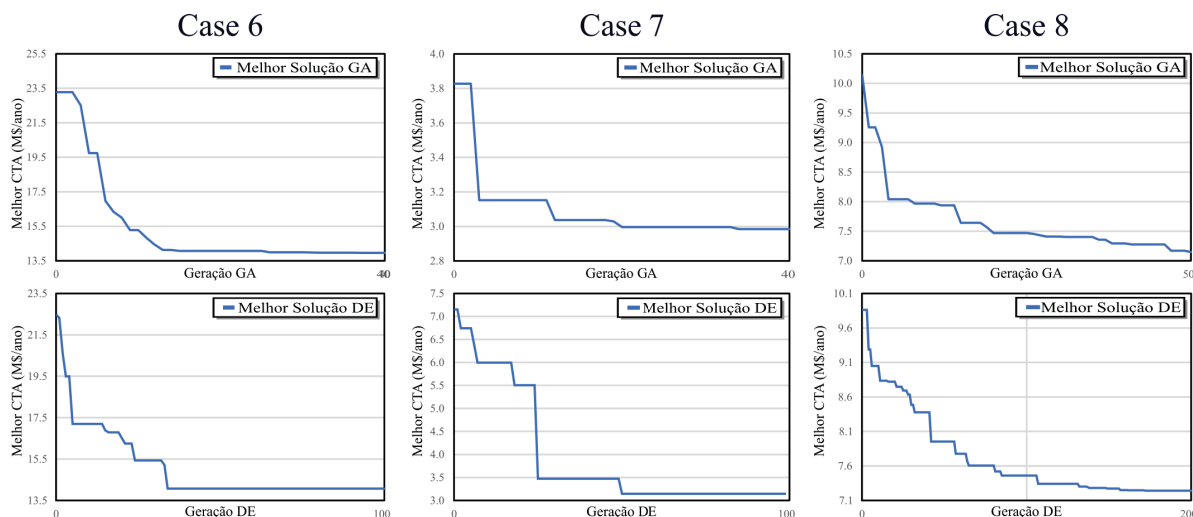 Case 6
Case 7
Case 8
25.5
23.5
21.5
19.5
17.5
15.5
13.5
Melhor CTA (M$/ano)
Melhor Solução GA
0
Geração GA
40
4.0
3.8
3.6
3.4
3.2
3.0
2.8
Melhor CTA (M$/ano)
Melhor Solução GA
0
Geração GA
40
10.5
10.0
9.5
9.0
8.5
8.0
7.5
7.0
Melhor CTA (M$/ano)
Melhor Solução GA
0
Geração GA
50
23.5
21.5
19.5
17.5
15.5
13.5
Melhor CTA (M$/ano)
Melhor Solução DE
0
Geração DE
100
7.5
7.0
6.5
6.0
5.5
5.0
4.5
4.0
3.5
3.0
Melhor CTA (M$/ano)
Melhor Solução DE
0
Geração DE
100
10.1
9.6
9.1
8.6
8.1
7.6
7.1
Melhor CTA (M$/ano)
Melhor Solução DE
0
Geração DE
200